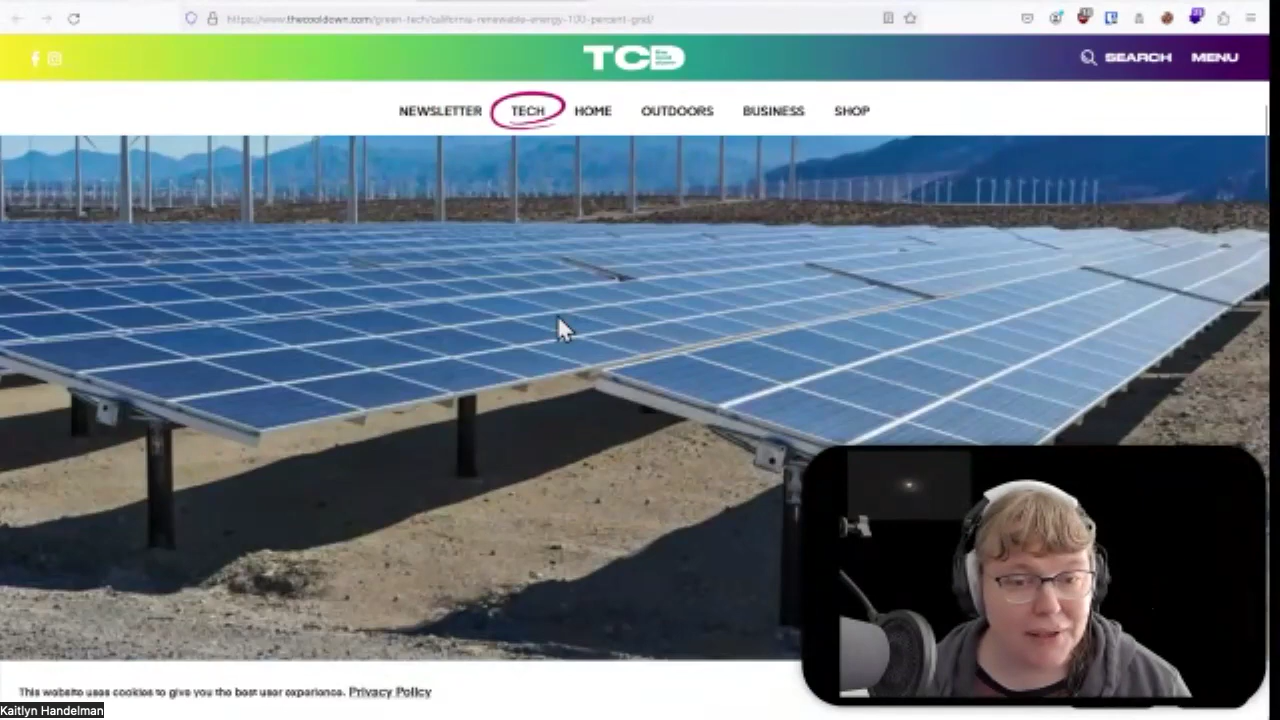 https://www.thecooldown.com/green-tech/california-renewable-energy-100-percent-grid/
TCD
SEARCH MENU
NEWSLETTER TECH HOME OUTDOORS BUSINESS SHOP
This website uses cookies to give you the best user experience. Privacy Policy
Kaitlyn Handelman